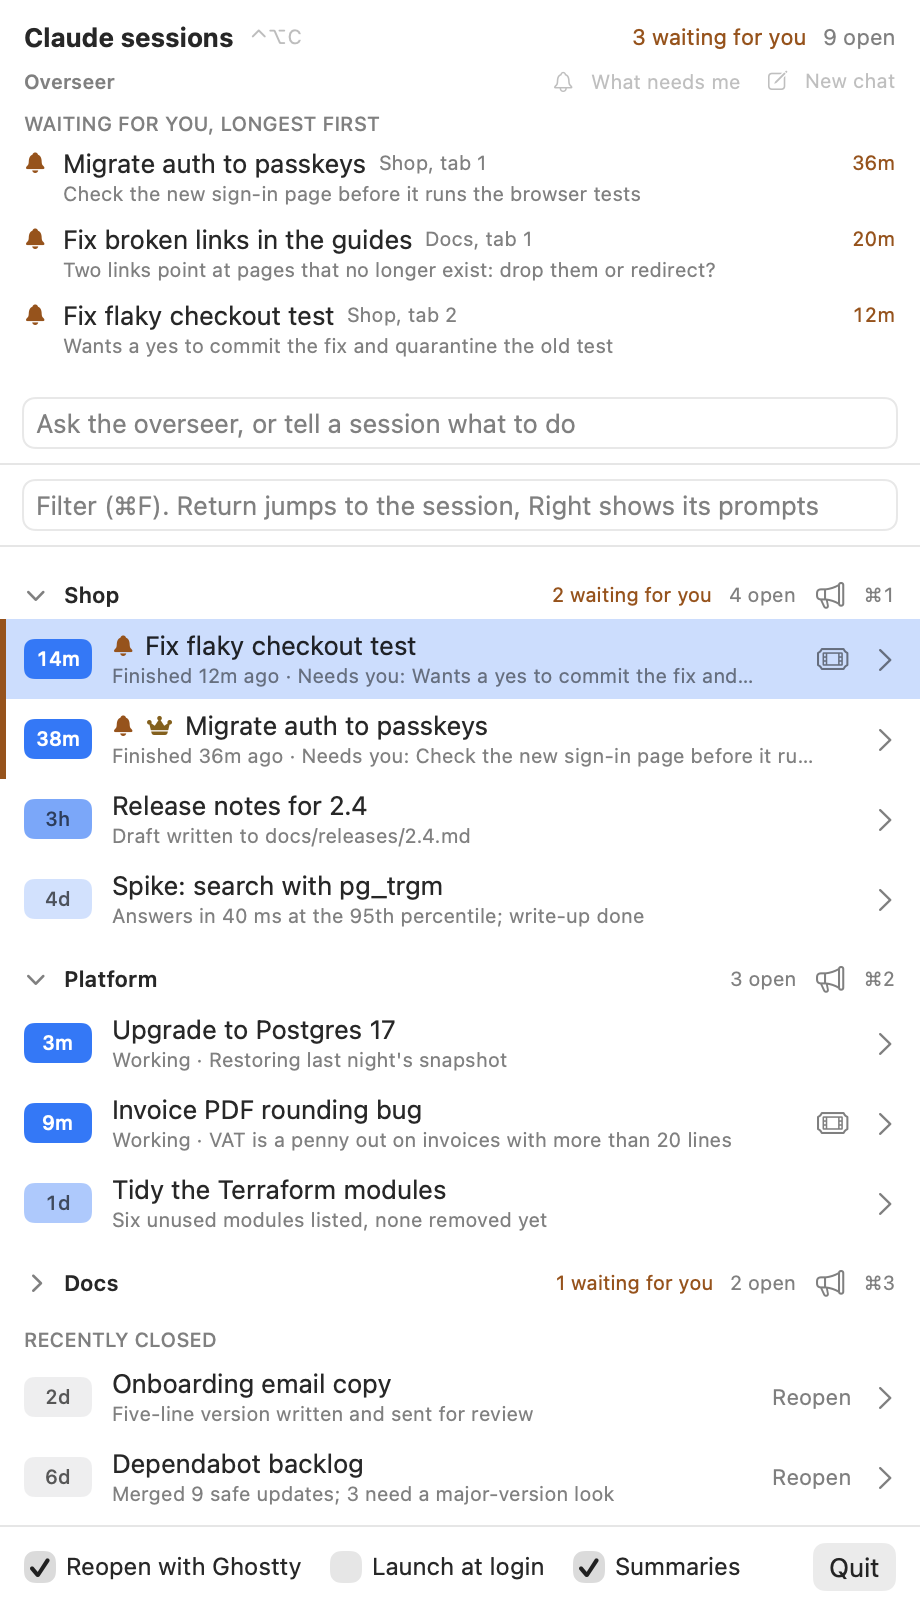 Claude sessions ^⌥C 3 waiting for you 9 open
Overseer What needs me New chat
WAITING FOR YOU, LONGEST FIRST
Migrate auth to passkeys Shop, tab 1 36m
Check the new sign-in page before it runs the browser tests
Fix broken links in the guides Docs, tab 1 20m
Two links point at pages that no longer exist: drop them or redirect?
Fix flaky checkout test Shop, tab 2 12m
Wants a yes to commit the fix and quarantine the old test
Ask the overseer, or tell a session what to do
Filter (⌘F). Return jumps to the session, Right shows its prompts
Shop 2 waiting for you 4 open ⌘1
14m Fix flaky checkout test
Finished 12m ago · Needs you: Wants a yes to commit the fix and...
38m Migrate auth to passkeys
Finished 36m ago · Needs you: Check the new sign-in page before it ru...
3h Release notes for 2.4
Draft written to docs/releases/2.4.md
4d Spike: search with pg_trgm
Answers in 40 ms at the 95th percentile; write-up done
Platform 3 open ⌘2
3m Upgrade to Postgres 17
Working · Restoring last night's snapshot
9m Invoice PDF rounding bug
Working · VAT is a penny out on invoices with more than 20 lines
1d Tidy the Terraform modules
Six unused modules listed, none removed yet
Docs 1 waiting for you 2 open ⌘3
RECENTLY CLOSED
2d Onboarding email copy Reopen
Five-line version written and sent for review
6d Dependabot backlog Reopen
Merged 9 safe updates; 3 need a major-version look
Reopen with Ghostty Launch at login Summaries Quit